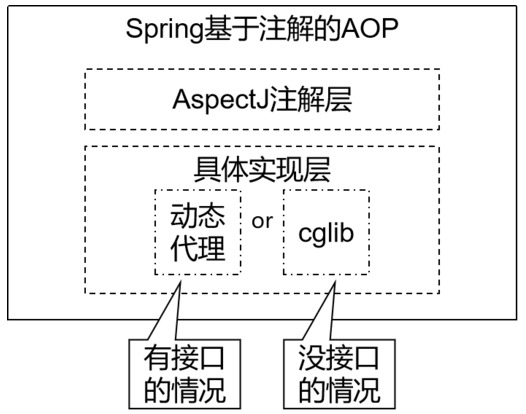 Spring基于注解的AOP
AspectJ注解层
具体实现层
动态
代理
or
cglib
有接口
的情况
没接口
的情况